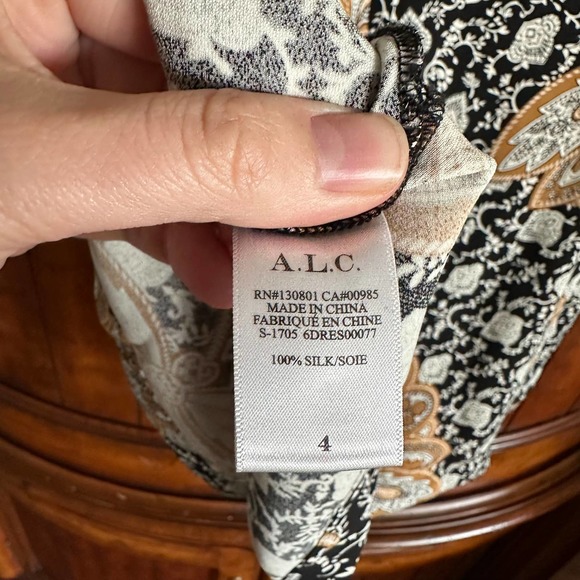 A.L.C.
RN#130801 CA#00985
MADE IN CHINA
FABRIQUÉ EN CHINE
S-1705 6DRES00077
100% SILK/SOIE
4